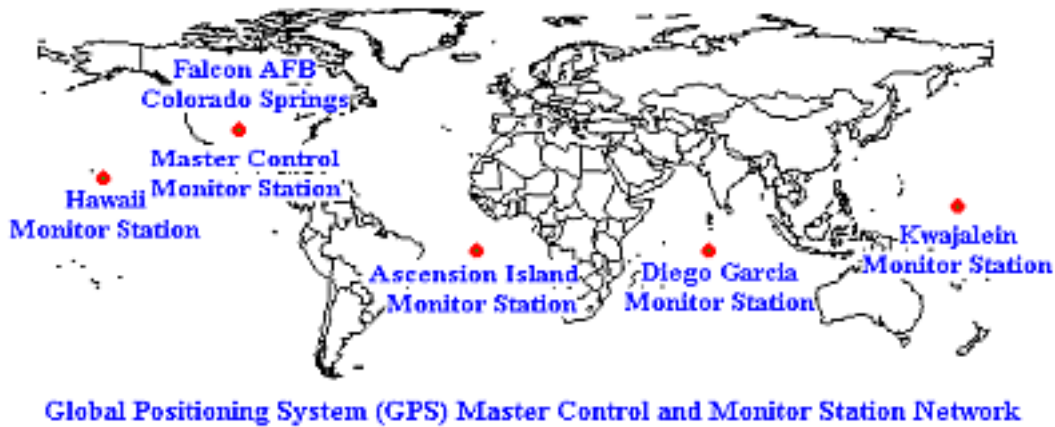 Falcon AFB
Colorado Springs
Master Control
Monitor Station
Hawaii
Monitor Station
Ascension Island
Monitor Station
Diego Garcia
Monitor Station
Kwajalein
Monitor Station
Global Positioning System (GPS) Master Control and Monitor Station Network